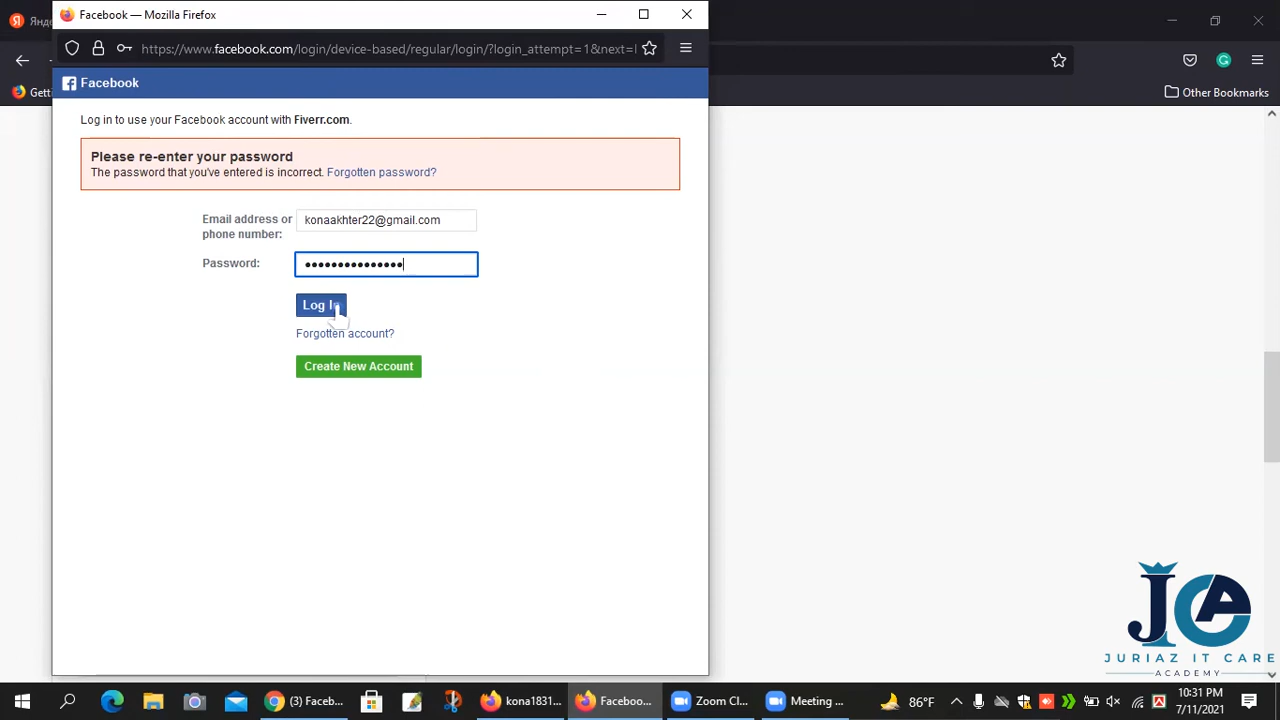 Янде
Facebook — Mozilla Firefox
https://www.facebook.com/login/device-based/regular/login/?login_attempt=1&next=
Getti
Other Bookmarks
Facebook
Log in to use your Facebook account with Fiverr.com.
Please re-enter your password
The password that you've entered is incorrect. Forgotten password?
Email address or
phone number:
konaakhter22@gmail.com
Password:
•••••••••••••••
Log In
Forgotten account?
Create New Account
JCA
JURIAZ IT CARE
ACADEMY
(3) Faceb...
kona1831...
Faceboo...
Zoom Cl...
Meeting ...
86°F
10:31 PM
7/11/2021